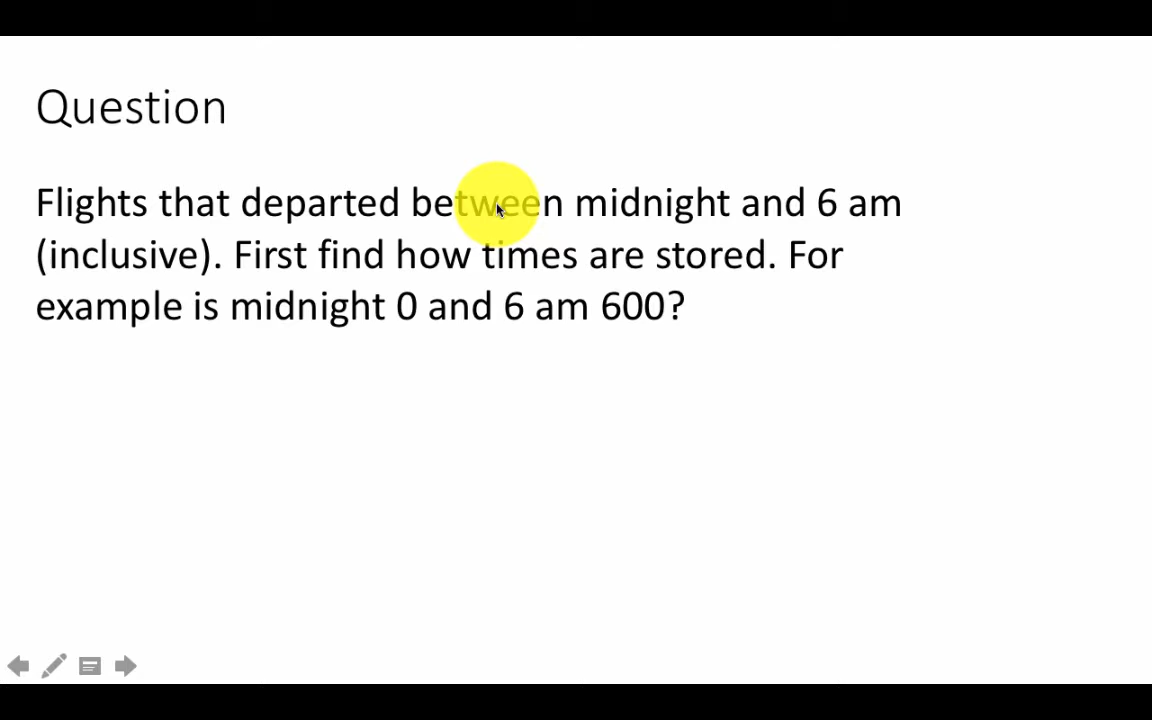 Question
Flights that departed between midnight and 6 am
(inclusive). First find how times are stored. For
example is midnight 0 and 6 am 600?